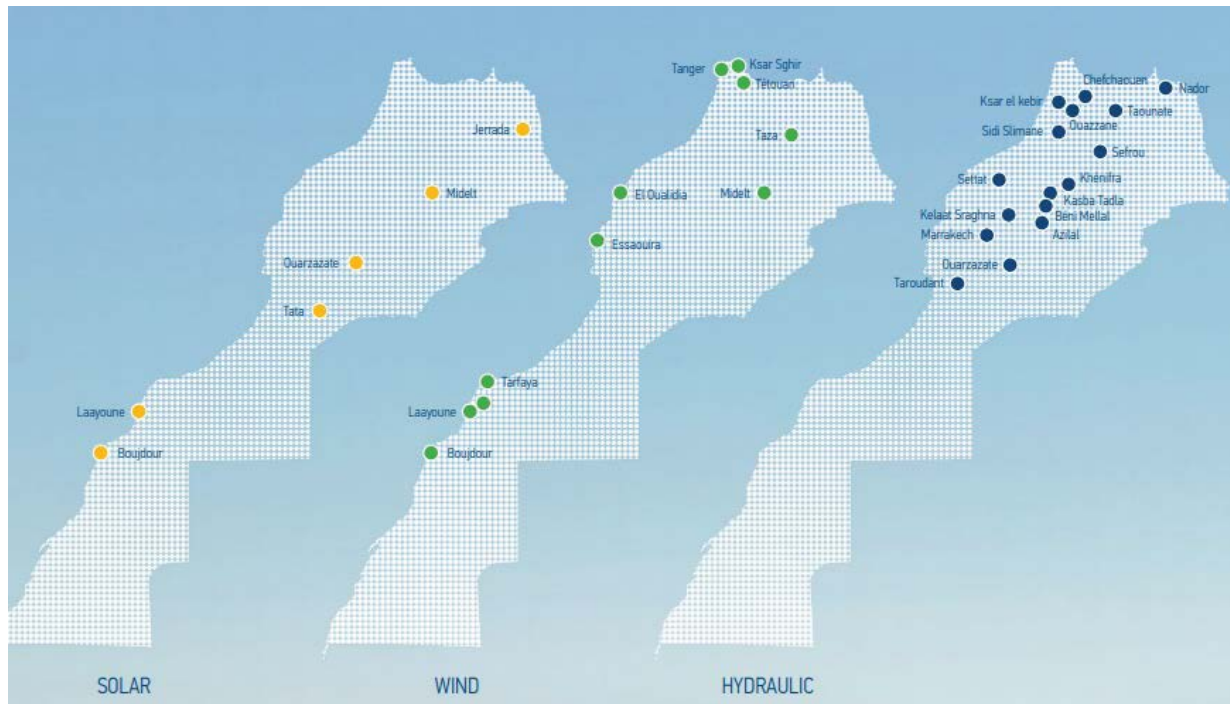 Jerrada
Midelt
Ouarzazate
Tata
Laayoune
Boujdour
SOLAR
Tanger
Ksar Sghir
Tétouan
Taza
El Oualidia
Midelt
Essaouira
Tarfaya
Laayoune
Boujdour
WIND
Chefchaouen
Nador
Ksar el kebir
Taounate
Ouazzane
Sidi Slimane
Sefrou
Settat
Khenifra
Kasba Tadla
Kelaat Sraghna
Béni Mellal
Marrakech
Azilal
Ouarzazate
Taroudant
HYDRAULIC